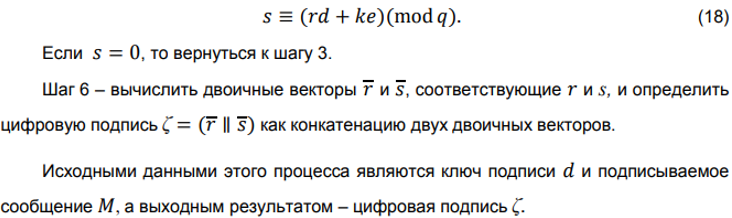 s ≡ (rd + ke)(mod q). (18)
Если s = 0, то вернуться к шагу 3.
Шаг 6 – вычислить двоичные векторы r̅ и s̅, соответствующие r и s, и определить
цифровую подпись ζ = (r̅ ∥ s̅) как конкатенацию двух двоичных векторов.
Исходными данными этого процесса являются ключ подписи d и подписываемое
сообщение M, а выходным результатом – цифровая подпись ζ.